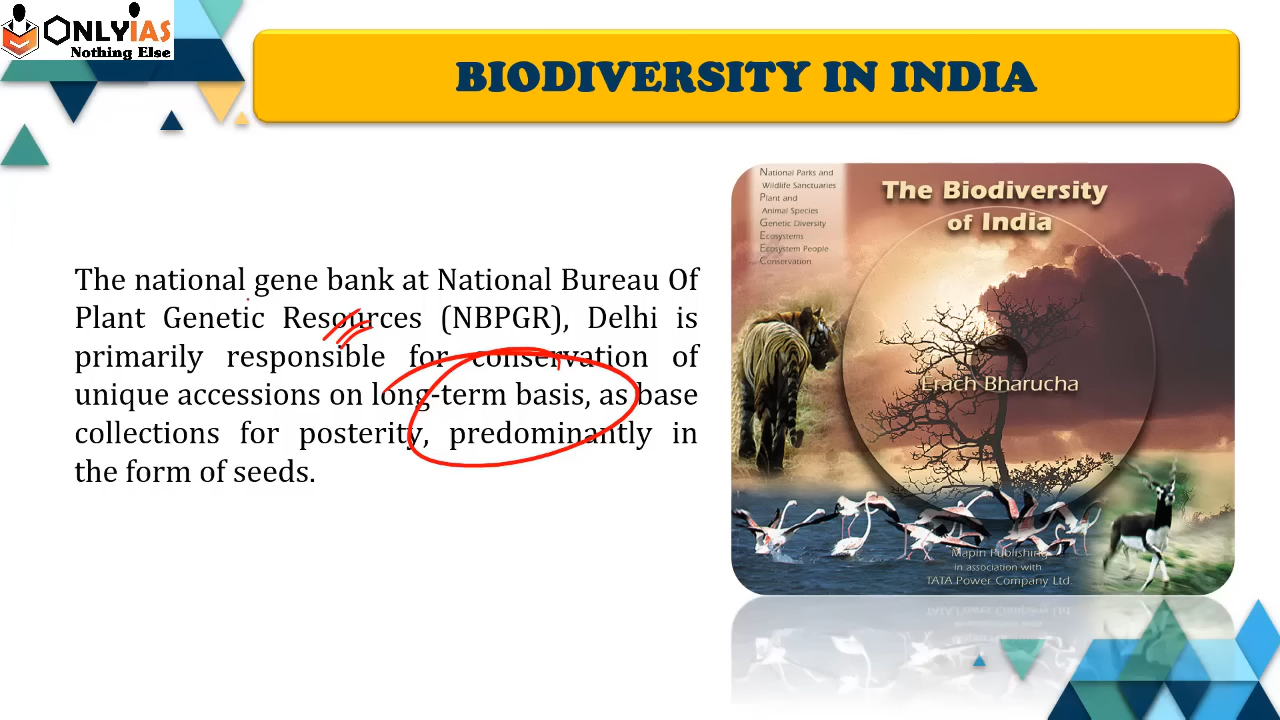 ONLYIAS
Nothing Else
BIODIVERSITY IN INDIA
The national gene bank at National Bureau Of
Plant Genetic Resources (NBPGR), Delhi is
primarily responsible for conservation of
unique accessions on long-term basis, as base
collections for posterity, predominantly in
the form of seeds.
National Parks and
Wildlife Sanctuaries
Plant and
Animal Species
Genetic Diversity
Ecosystems
Ecosystem People
Conservation
The Biodiversity
of India
Erach Bharucha
Mapin Publishing
in association with
TATA Power Company Ltd.